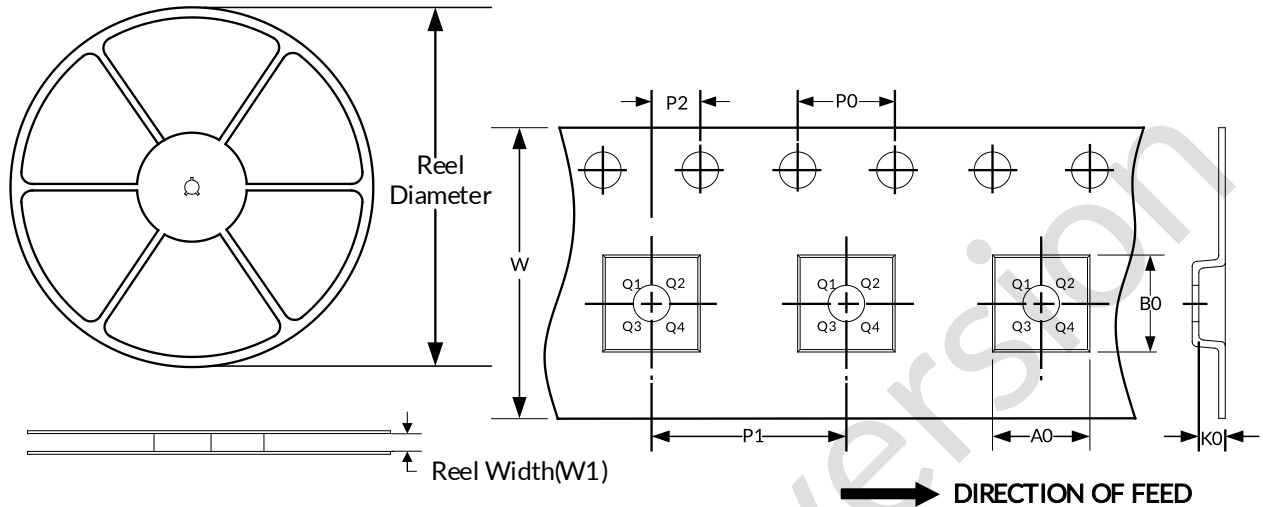 P2
P0
Reel
Diameter
W
Q1 Q2
Q3 Q4
Q1 Q2
Q3 Q4
Q1 Q2
Q3 Q4
B0
P1
A0
K0
Reel Width(W1)
DIRECTION OF FEED